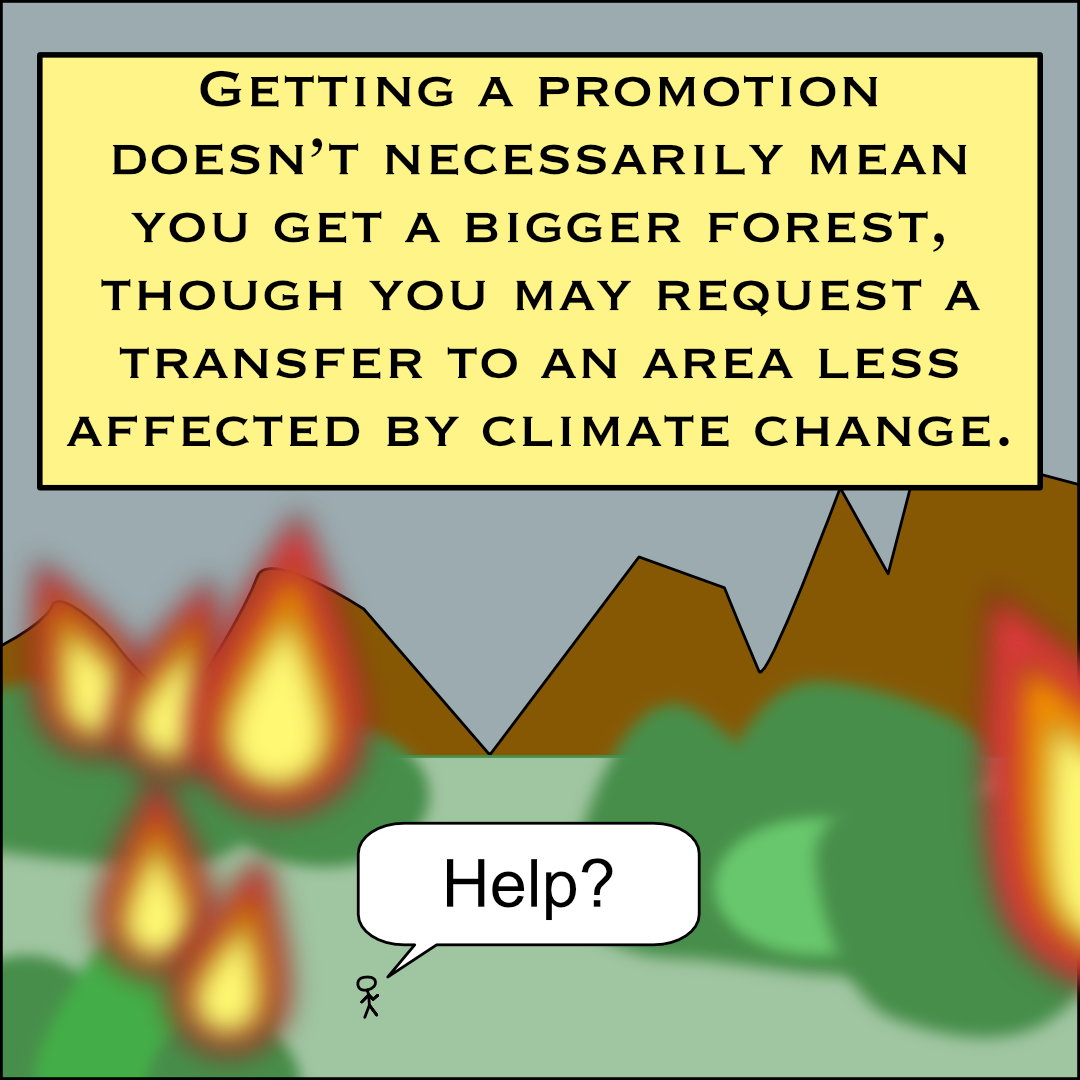 Getting a promotion
doesn't necessarily mean
you get a bigger forest,
though you may request a
transfer to an area less
affected by climate change.
Help?